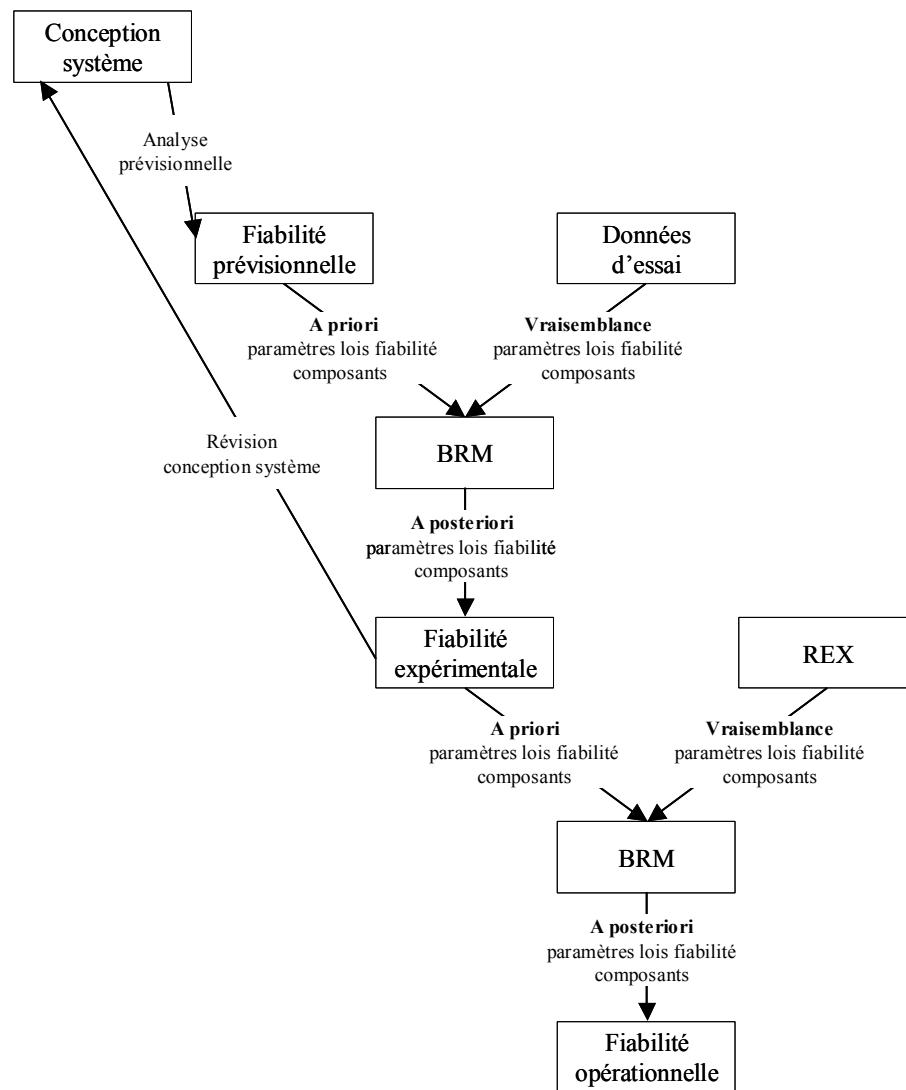 Conception
système
Analyse
prévisionnelle
Fiabilité
prévisionnelle
Données
d'essai
A priori
paramètres lois fiabilité
composants
Vraisemblance
paramètres lois fiabilité
composants
BRM
Révision
conception système
A posteriori
paramètres lois fiabilité
composants
Fiabilité
expérimentale
REX
A priori
paramètres lois fiabilité
composants
Vraisemblance
paramètres lois fiabilité
composants
BRM
A posteriori
paramètres lois fiabilité
composants
Fiabilité
opérationnelle